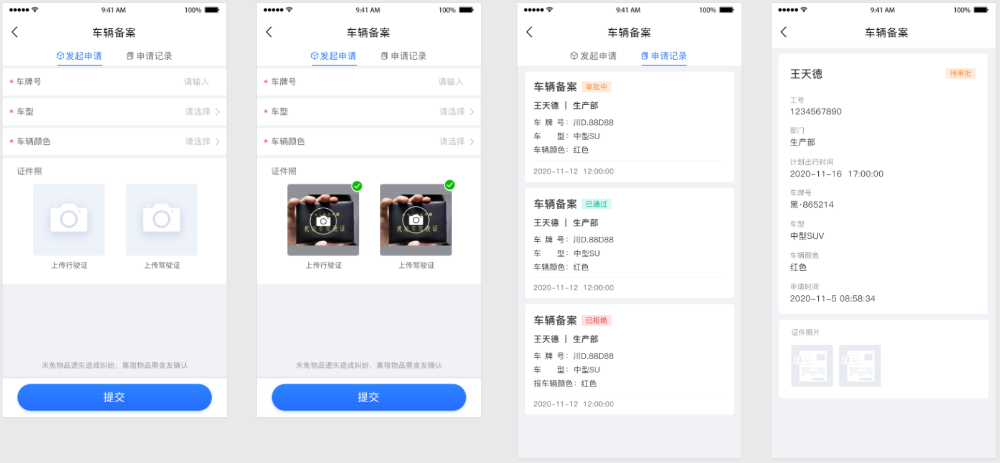 9:41 AM 100%
车辆备案
发起申请 申请记录
* 车牌号 请输入
* 车型 请选择
* 车辆颜色 请选择
证件照
上传行驶证 上传驾驶证
未免物品遗失造成纠纷，离宿物品需舍友确认
提交
9:41 AM 100%
车辆备案
发起申请 申请记录
* 车牌号 请输入
* 车型 请选择
* 车辆颜色 请选择
证件照
上传行驶证 上传驾驶证
未免物品遗失造成纠纷，离宿物品需舍友确认
提交
9:41 AM 100%
车辆备案
发起申请 申请记录
车辆备案 审批中
王天德 | 生产部
车 牌 号：川D.88D88
车 型：中型SU
车辆颜色：红色
2020-11-12 12:00:00
车辆备案 已通过
王天德 | 生产部
车 牌 号：川D.88D88
车 型：中型SU
车辆颜色：红色
2020-11-12 12:00:00
车辆备案 已拒绝
王天德 | 生产部
车 牌 号：川D.88D88
车 型：中型SU
报车辆颜色：红色
2020-11-12 12:00:00
9:41 AM 100%
车辆备案
王天德 待审批
工号
1234567890
部门
生产部
计划出行时间
2020-11-16 17:00:00
车牌号
黑·865214
车型
中型SUV
车辆颜色
红色
申请时间
2020-11-5 08:58:34
证件照片